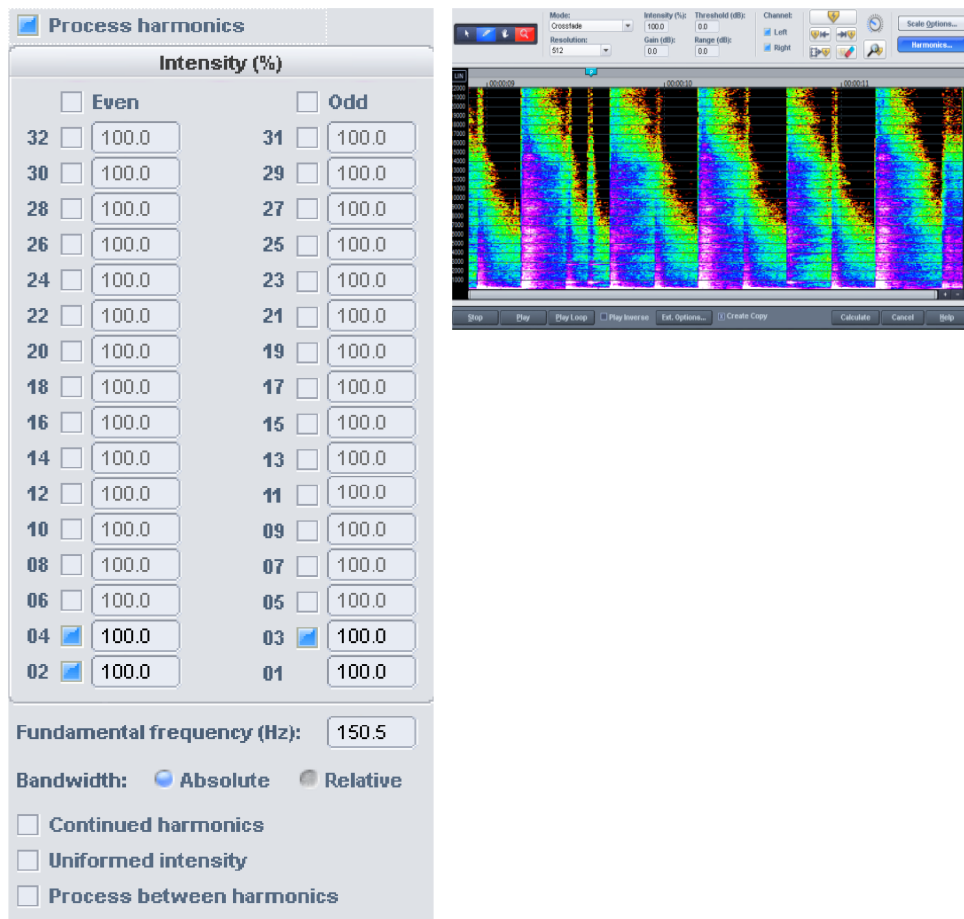 Process harmonics
Intensity (%)
Even Odd
32 100.0 31 100.0
30 100.0 29 100.0
28 100.0 27 100.0
26 100.0 25 100.0
24 100.0 23 100.0
22 100.0 21 100.0
20 100.0 19 100.0
18 100.0 17 100.0
16 100.0 15 100.0
14 100.0 13 100.0
12 100.0 11 100.0
10 100.0 09 100.0
08 100.0 07 100.0
06 100.0 05 100.0
04 100.0 03 100.0
02 100.0 01 100.0
Fundamental frequency (Hz): 150.5
Bandwidth: Absolute Relative
Continued harmonics
Uniformed intensity
Process between harmonics
Mode: Intensity (%): Threshold (dB): Channel:
Crossfade 100.0 0.0 Left Scale Options...
Resolution: Gain (dB): Range (dB): Right Harmonics...
512 0.0 0.0
LIN 00:00:09 00:00:10 00:00:11
Stop Play Play Loop Play Inverse Ext. Options... Create Copy Calculate Cancel Help